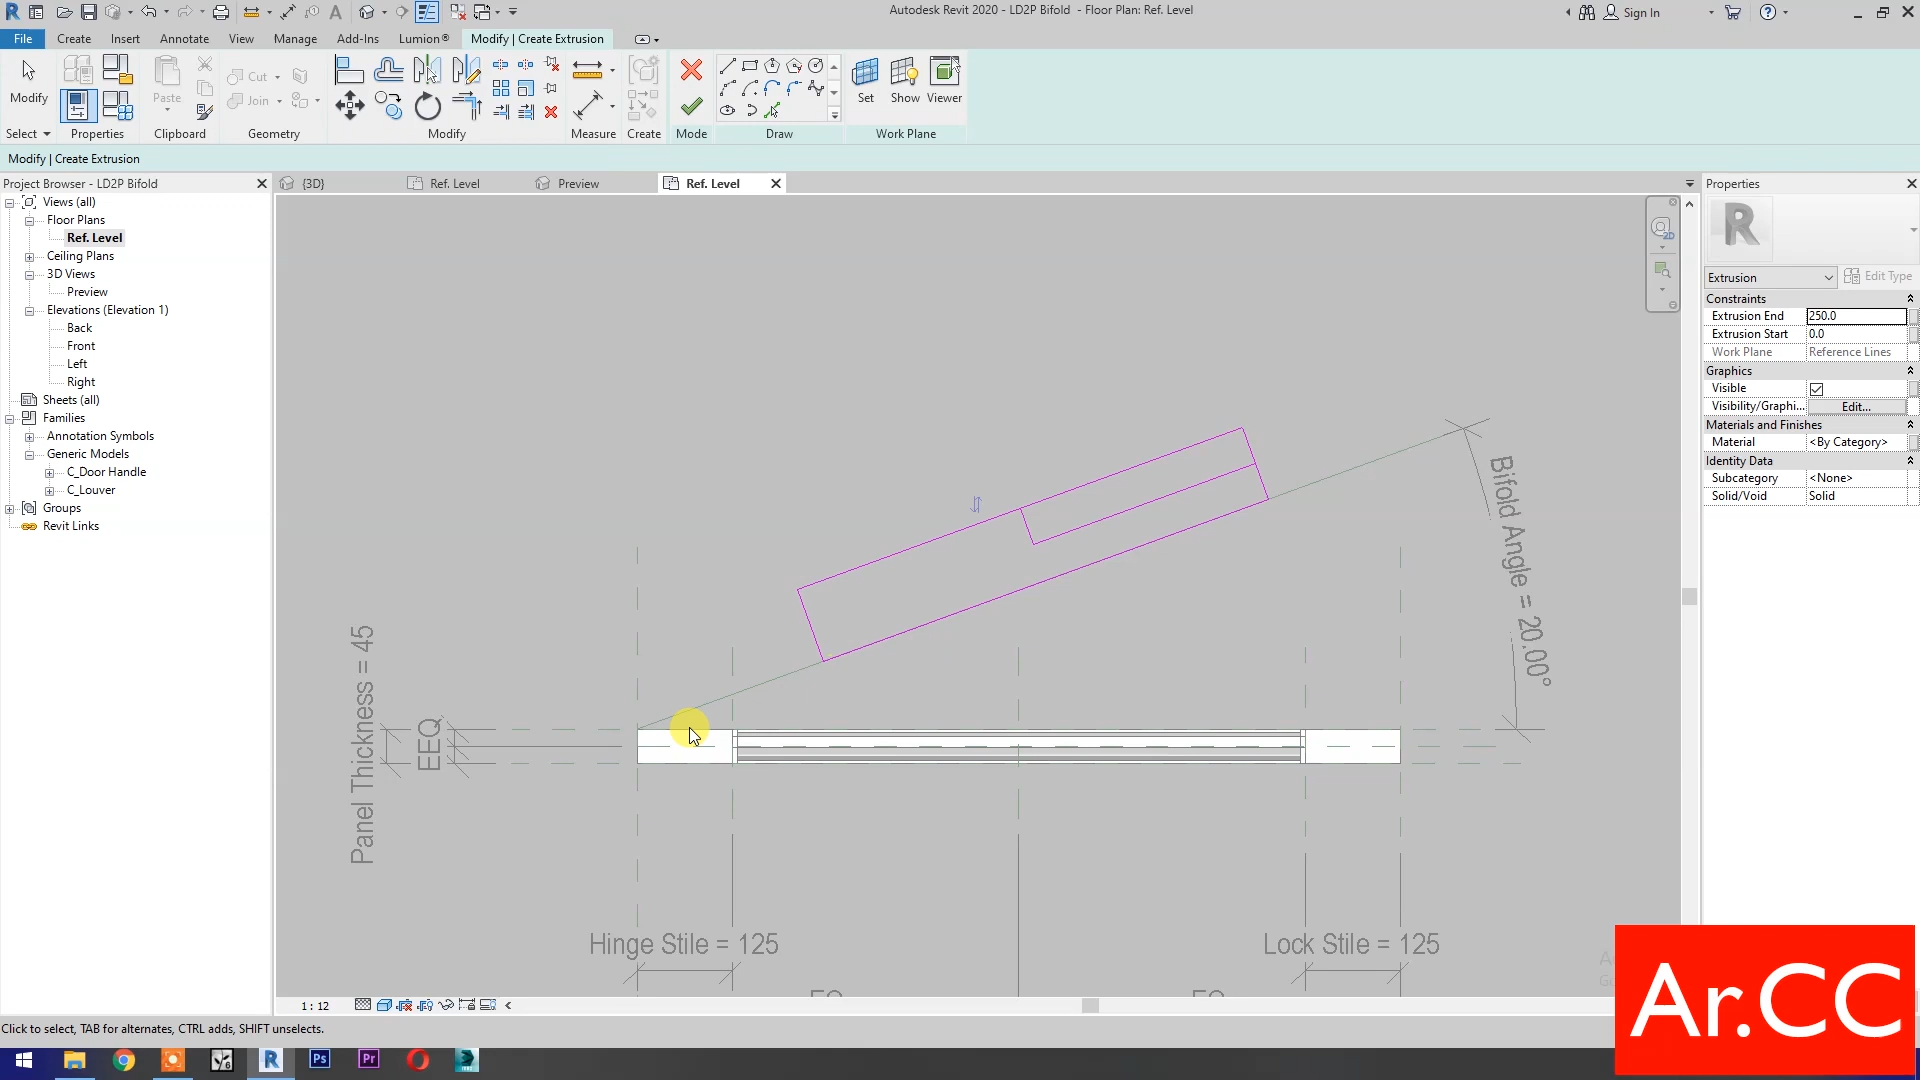 Autodesk Revit 2020 - LD2P Bifold - Floor Plan: Ref. Level
Sign In
File
Create
Insert
Annotate
View
Manage
Add-Ins
Lumion®
Modify | Create Extrusion
Modify
Paste
Cut
Join
Set
Show
Viewer
Select
Properties
Clipboard
Geometry
Modify
Measure
Create
Mode
Draw
Work Plane
Modify | Create Extrusion
Project Browser - LD2P Bifold
{3D}
Ref. Level
Preview
Ref. Level
Properties
Views (all)
Floor Plans
Ref. Level
Ceiling Plans
3D Views
Preview
Elevations (Elevation 1)
Back
Front
Left
Right
Sheets (all)
Families
Annotation Symbols
Generic Models
C_Door Handle
C_Louver
Groups
Revit Links
2D
Extrusion
Edit Type
Constraints
Extrusion End 250.0
Extrusion Start 0.0
Work Plane Reference Lines
Graphics
Visible
Visibility/Graphi... Edit...
Materials and Finishes
Material <By Category>
Identity Data
Subcategory <None>
Solid/Void Solid
Bifold Angle = 20.00°
Panel Thickness = 45
EEQ
Hinge Stile = 125
Lock Stile = 125
1 : 12
Click to select, TAB for alternates, CTRL adds, SHIFT unselects.
Ps
Pr
Ar.CC